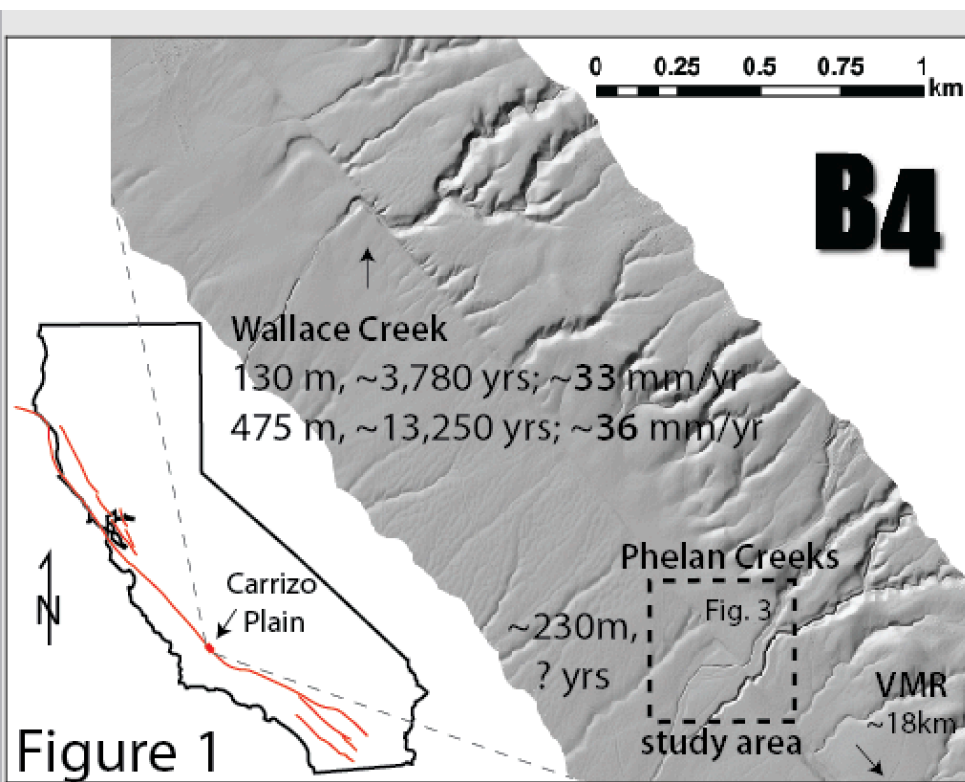 0 0.25 0.5 0.75 1
km
B4
Wallace Creek
130 m, ~3,780 yrs; ~33 mm/yr
475 m, ~13,250 yrs; ~36 mm/yr
Phelan Creeks
Fig. 3
~230m,
? yrs
study area
VMR
~18km
Carrizo
Plain
N
Figure 1